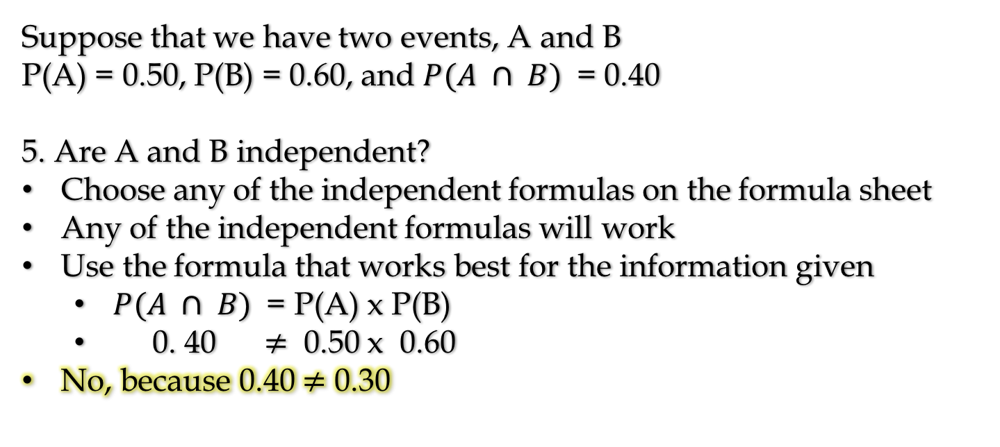 Suppose that we have two events, A and B
P(A) = 0.50, P(B) = 0.60, and P(A ∩ B) = 0.40
5. Are A and B independent?
• Choose any of the independent formulas on the formula sheet
• Any of the independent formulas will work
• Use the formula that works best for the information given
• P(A ∩ B) = P(A) x P(B)
• 0. 40 ≠ 0.50 x 0.60
• No, because 0.40 ≠ 0.30